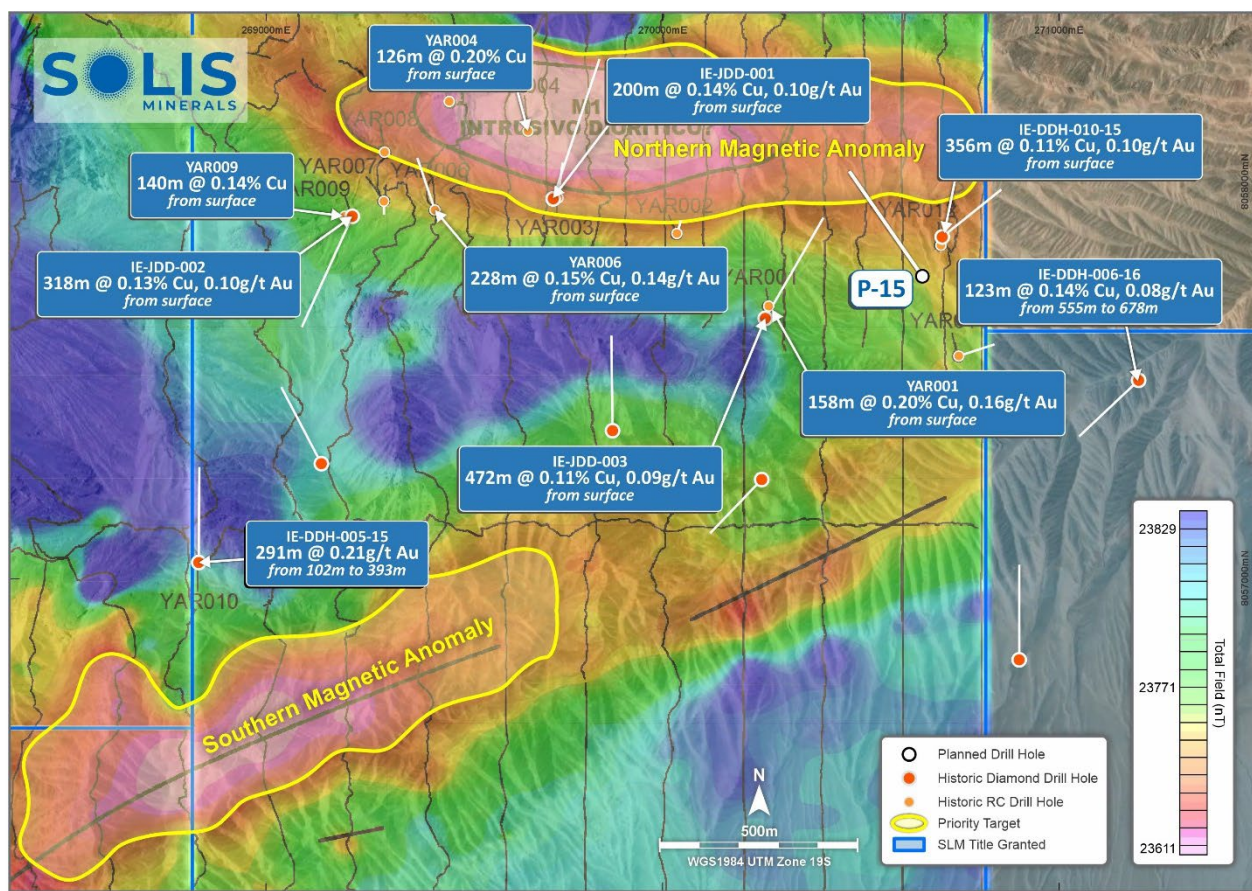 269000mE
270000mE
271000mE
SOLIS
MINERALS
YAR004
126m @ 0.20% Cu
from surface
IE-JDD-001
200m @ 0.14% Cu, 0.10g/t Au
from surface
IE-DDH-010-15
356m @ 0.11% Cu, 0.10g/t Au
from surface
M1
INTRUSIVO DIORITICO?
YAR008
Northern Magnetic Anomaly
YAR009
140m @ 0.14% Cu
from surface
YAR007
YAR003
YAR002
8058000mN
IE-JDD-002
318m @ 0.13% Cu, 0.10g/t Au
from surface
YAR006
228m @ 0.15% Cu, 0.14g/t Au
from surface
P-15
IE-DDH-006-16
123m @ 0.14% Cu, 0.08g/t Au
from 555m to 678m
YAR001
158m @ 0.20% Cu, 0.16g/t Au
from surface
IE-JDD-003
472m @ 0.11% Cu, 0.09g/t Au
from surface
IE-DDH-005-15
291m @ 0.21g/t Au
from 102m to 393m
YAR010
8057000mN
Southern Magnetic Anomaly
23829
23771
23611
Total Field (nT)
N
500m
WGS1984 UTM Zone 19S
Planned Drill Hole
Historic Diamond Drill Hole
Historic RC Drill Hole
Priority Target
SLM Title Granted